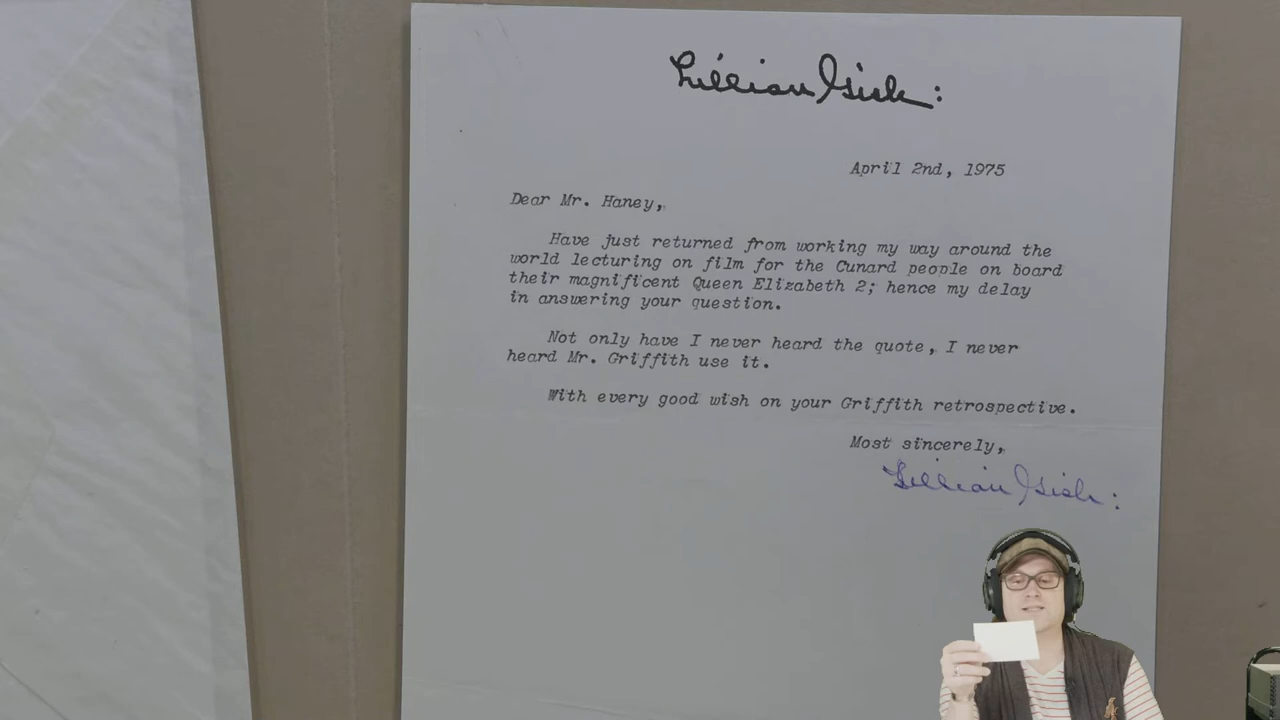 Lillian Gish:
April 2nd, 1975
Dear Mr. Haney,
Have just returned from working my way around the
world lecturing on film for the Cunard people on board
their magnificent Queen Elizabeth 2; hence my delay
in answering your question.
Not only have I never heard the quote, I never
heard Mr. Griffith use it.
With every good wish on your Griffith retrospective.
Most sincerely,
Lillian Gish: